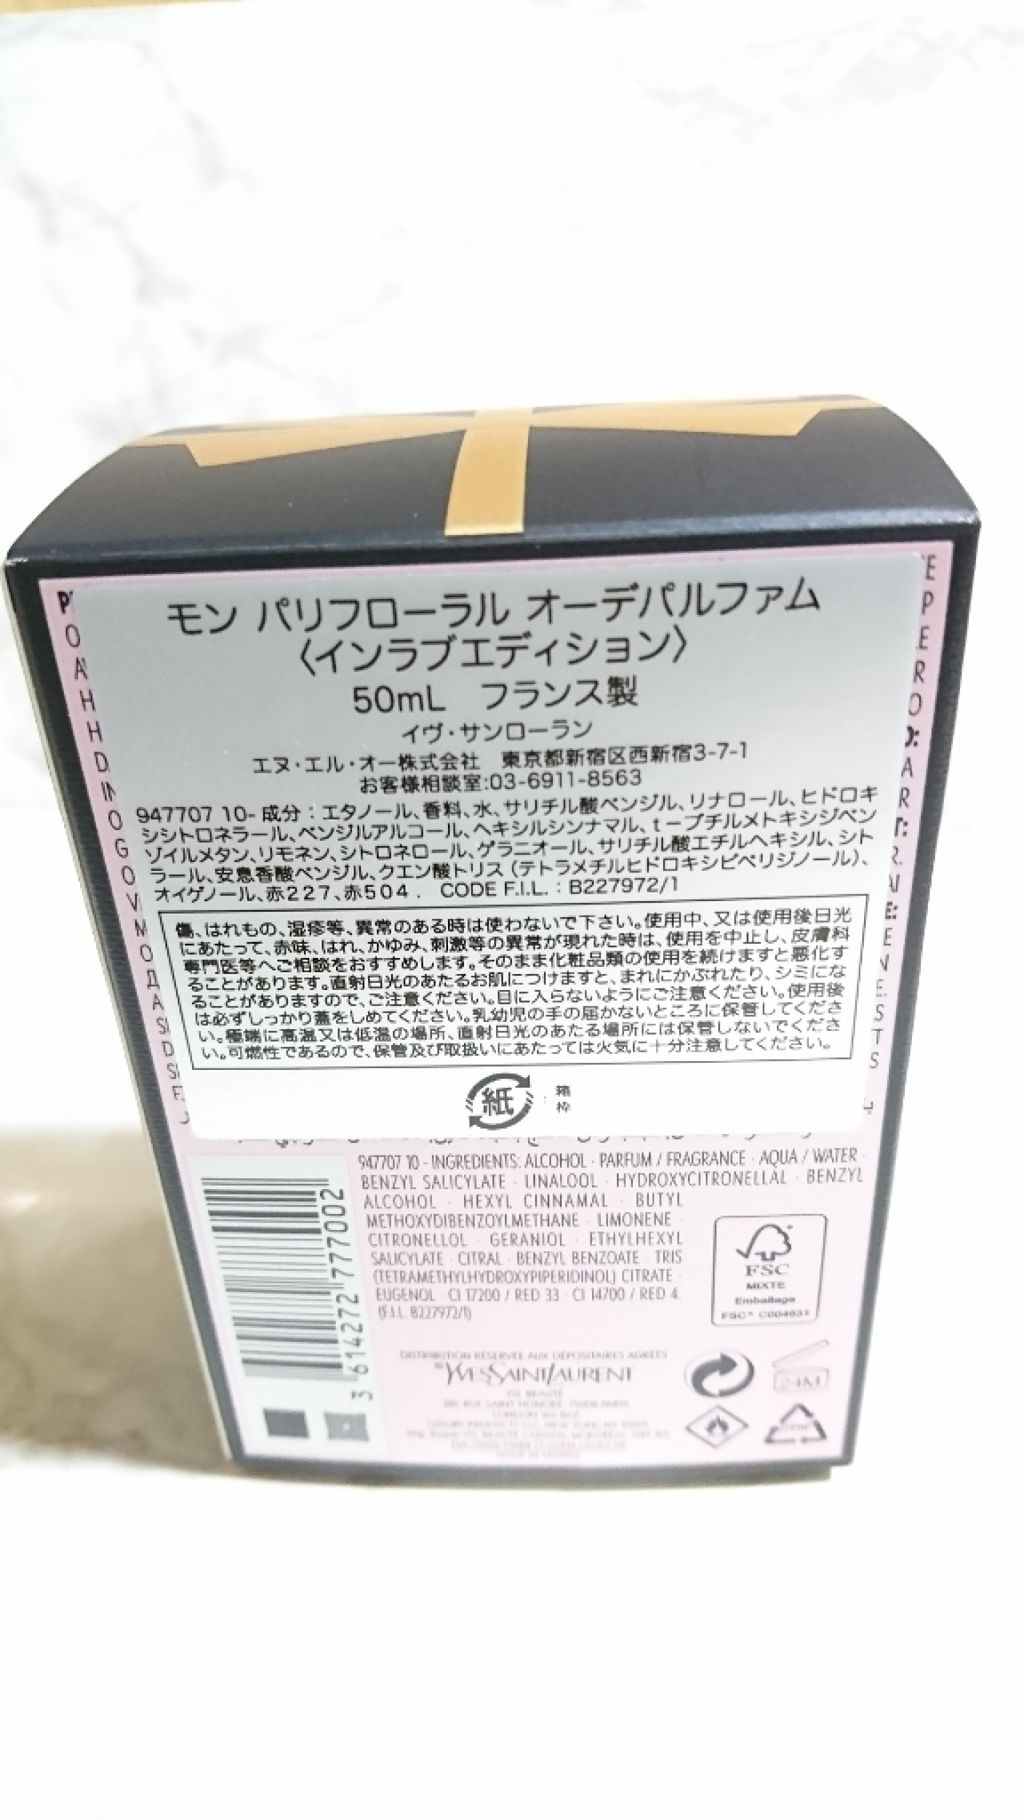 モン パリフローラル オーデパルファム
〈インラブエディション〉
50mL フランス製
イヴ・サンローラン
エヌ・エル・オー株式会社 東京都新宿区西新宿3-7-1
お客様相談室:03-6911-8563
947707 10- 成分：エタノール、香料、水、サリチル酸ベンジル、リナロール、ヒドロキ
シシトロネラール、ベンジルアルコール、ヘキシルシンナマル、t－ブチルメトキシジベン
ゾイルメタン、リモネン、シトロネロール、ゲラニオール、サリチル酸エチルヘキシル、シト
ラール、安息香酸ベンジル、クエン酸トリス（テトラメチルヒドロキシピペリジノール）、
オイゲノール、赤227、赤504． CODE F.I.L.：B227972/1
傷、はれもの、湿疹等、異常のある時は使わないで下さい。使用中、又は使用後日光
にあたって、赤味、はれ、かゆみ、刺激等の異常が現れた時は、使用を中止し、皮膚科
専門医等へご相談をおすすめします。そのまま化粧品類の使用を続けますと悪化す
ることがあります。直射日光のあたるお肌につけますと、まれにかぶれたり、シミにな
ることがありますので、ご注意ください。目に入らないようにご注意ください。使用後
は必ずしっかり蓋をしめてください。乳幼児の手の届かないところに保管してくださ
い。極端に高温又は低温の場所、直射日光のあたる場所には保管しないでくださ
い。可燃性であるので、保管及び取扱いにあたっては火気に十分注意してください。
紙 : 箱
枠
947707 10 - INGREDIENTS: ALCOHOL · PARFUM / FRAGRANCE · AQUA / WATER ·
BENZYL SALICYLATE · LINALOOL · HYDROXYCITRONELLAL · BENZYL
ALCOHOL · HEXYL CINNAMAL · BUTYL
METHOXYDIBENZOYLMETHANE · LIMONENE ·
CITRONELLOL · GERANIOL · ETHYLHEXYL
SALICYLATE · CITRAL · BENZYL BENZOATE · TRIS
(TETRAMETHYLHYDROXYPIPERIDINOL) CITRATE ·
EUGENOL · CI 17200 / RED 33 · CI 14700 / RED 4.
(F.I.L. B227972/1)
3 614272 777002
FSC
MIXTE
Emballage
FSC® C004631
DISTRIBUTION RÉSERVÉE AUX DÉPOSITAIRES AGRÉÉS
YVESSAINTLAURENT
YSL BEAUTÉ
24M
MADE IN FRANCE